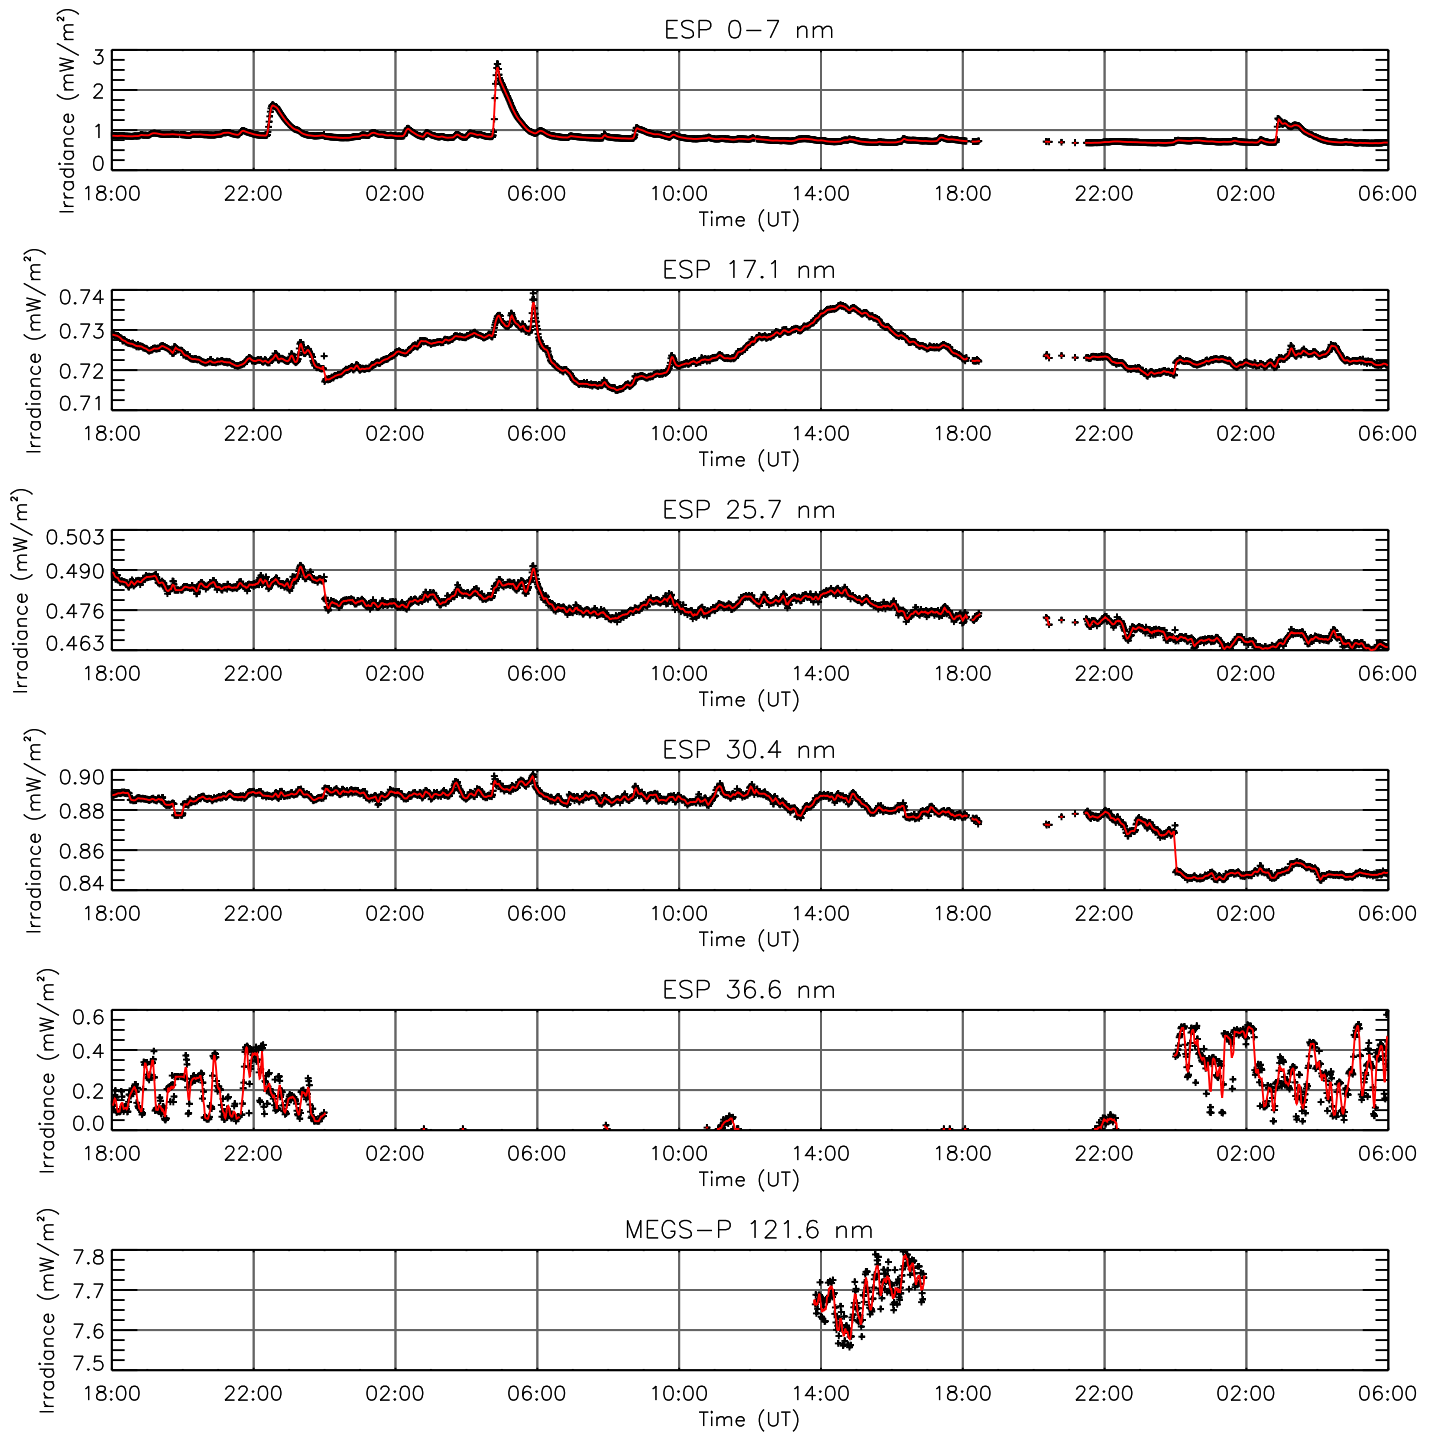 ESP 0-7 nm
Irradiance (mW/m²)
3
2
1
0
18:00 22:00 02:00 06:00 10:00 14:00 18:00 22:00 02:00 06:00
Time (UT)
ESP 17.1 nm
Irradiance (mW/m²)
0.74
0.73
0.72
0.71
18:00 22:00 02:00 06:00 10:00 14:00 18:00 22:00 02:00 06:00
Time (UT)
ESP 25.7 nm
Irradiance (mW/m²)
0.503
0.490
0.476
0.463
18:00 22:00 02:00 06:00 10:00 14:00 18:00 22:00 02:00 06:00
Time (UT)
ESP 30.4 nm
Irradiance (mW/m²)
0.90
0.88
0.86
0.84
18:00 22:00 02:00 06:00 10:00 14:00 18:00 22:00 02:00 06:00
Time (UT)
ESP 36.6 nm
Irradiance (mW/m²)
0.6
0.4
0.2
0.0
18:00 22:00 02:00 06:00 10:00 14:00 18:00 22:00 02:00 06:00
Time (UT)
MEGS-P 121.6 nm
Irradiance (mW/m²)
7.8
7.7
7.6
7.5
18:00 22:00 02:00 06:00 10:00 14:00 18:00 22:00 02:00 06:00
Time (UT)